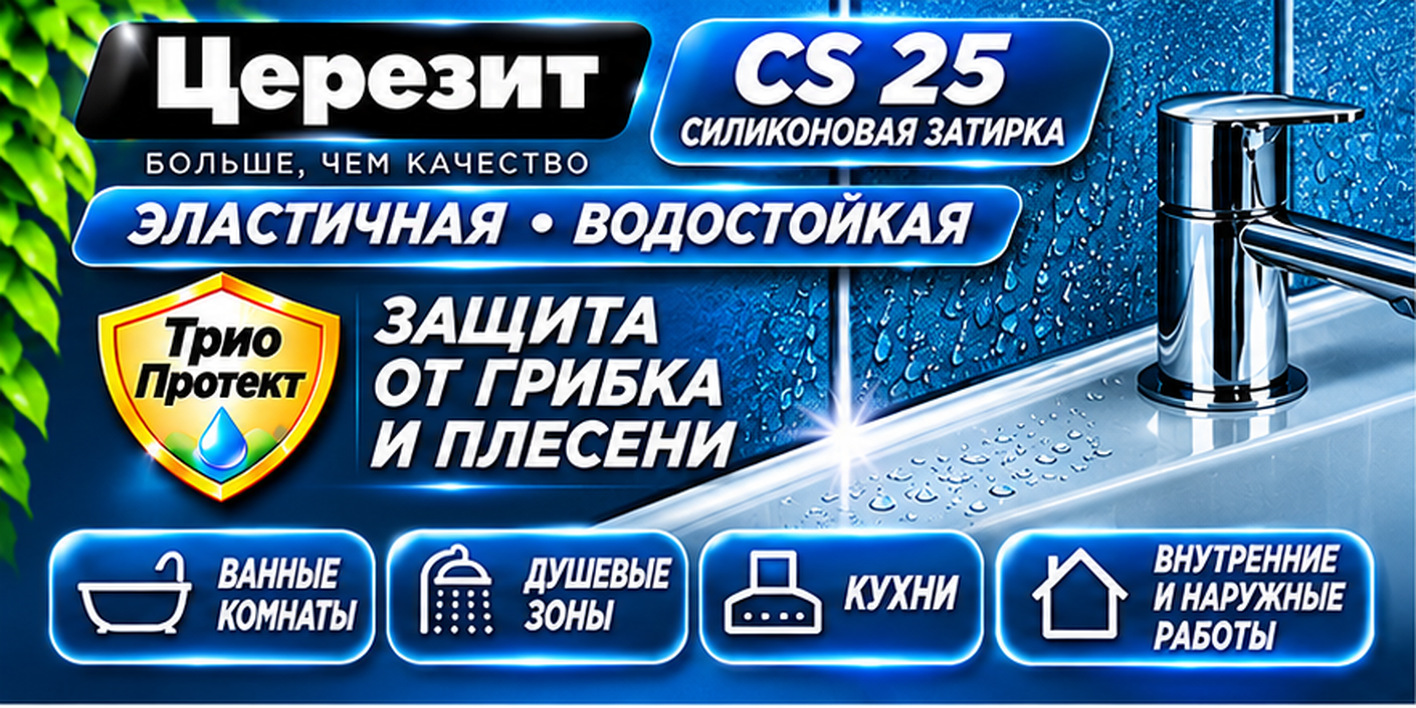 Церезит
БОЛЬШЕ, ЧЕМ КАЧЕСТВО
CS 25
СИЛИКОНОВАЯ ЗАТИРКА
ЭЛАСТИЧНАЯ • ВОДОСТОЙКАЯ
Трио
Протект
ЗАЩИТА
ОТ ГРИБКА
И ПЛЕСЕНИ
ВАННЫЕ
КОМНАТЫ
ДУШЕВЫЕ
ЗОНЫ
КУХНИ
ВНУТРЕННИЕ
И НАРУЖНЫЕ
РАБОТЫ